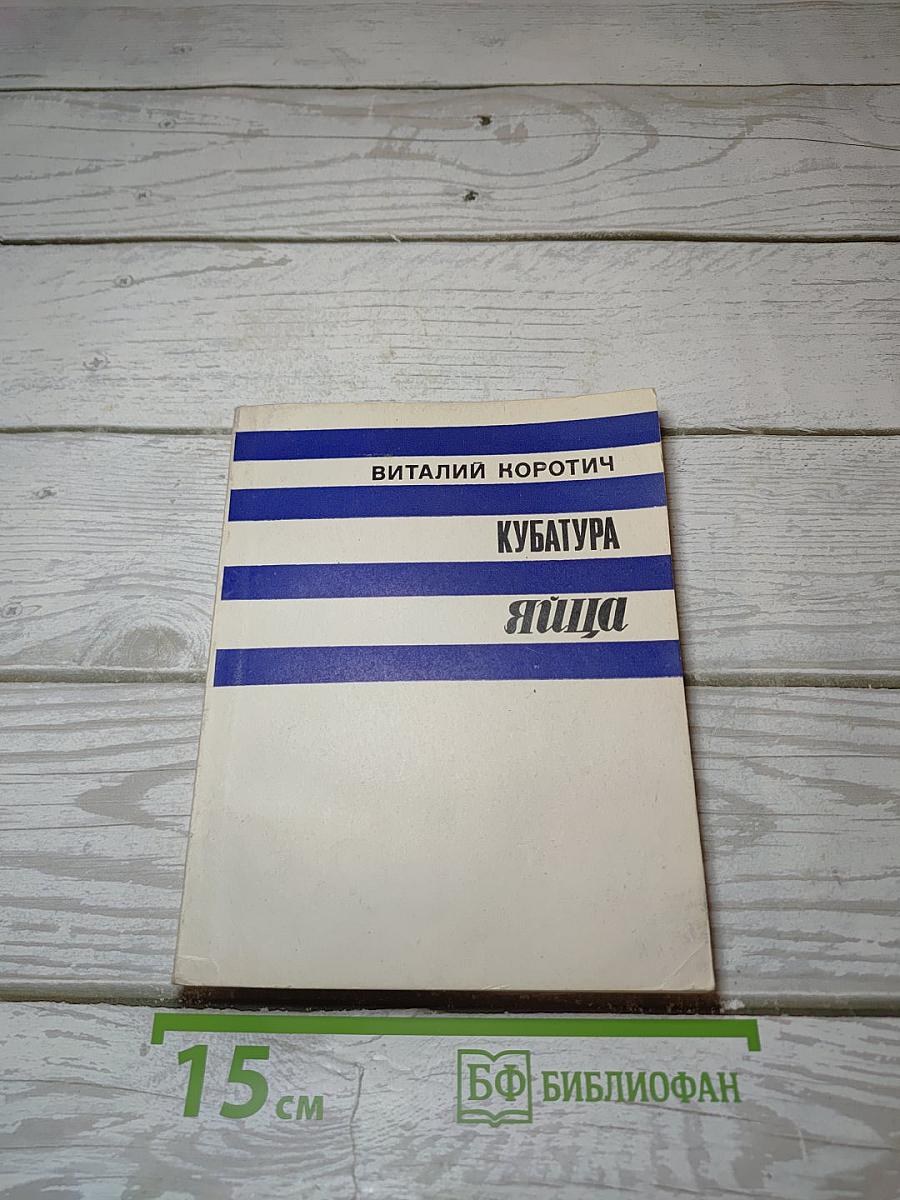 ВИТАЛИЙ КОРОТИЧ
КУБАТУРА
яйца
15 см
БФ БИБЛИОФАН